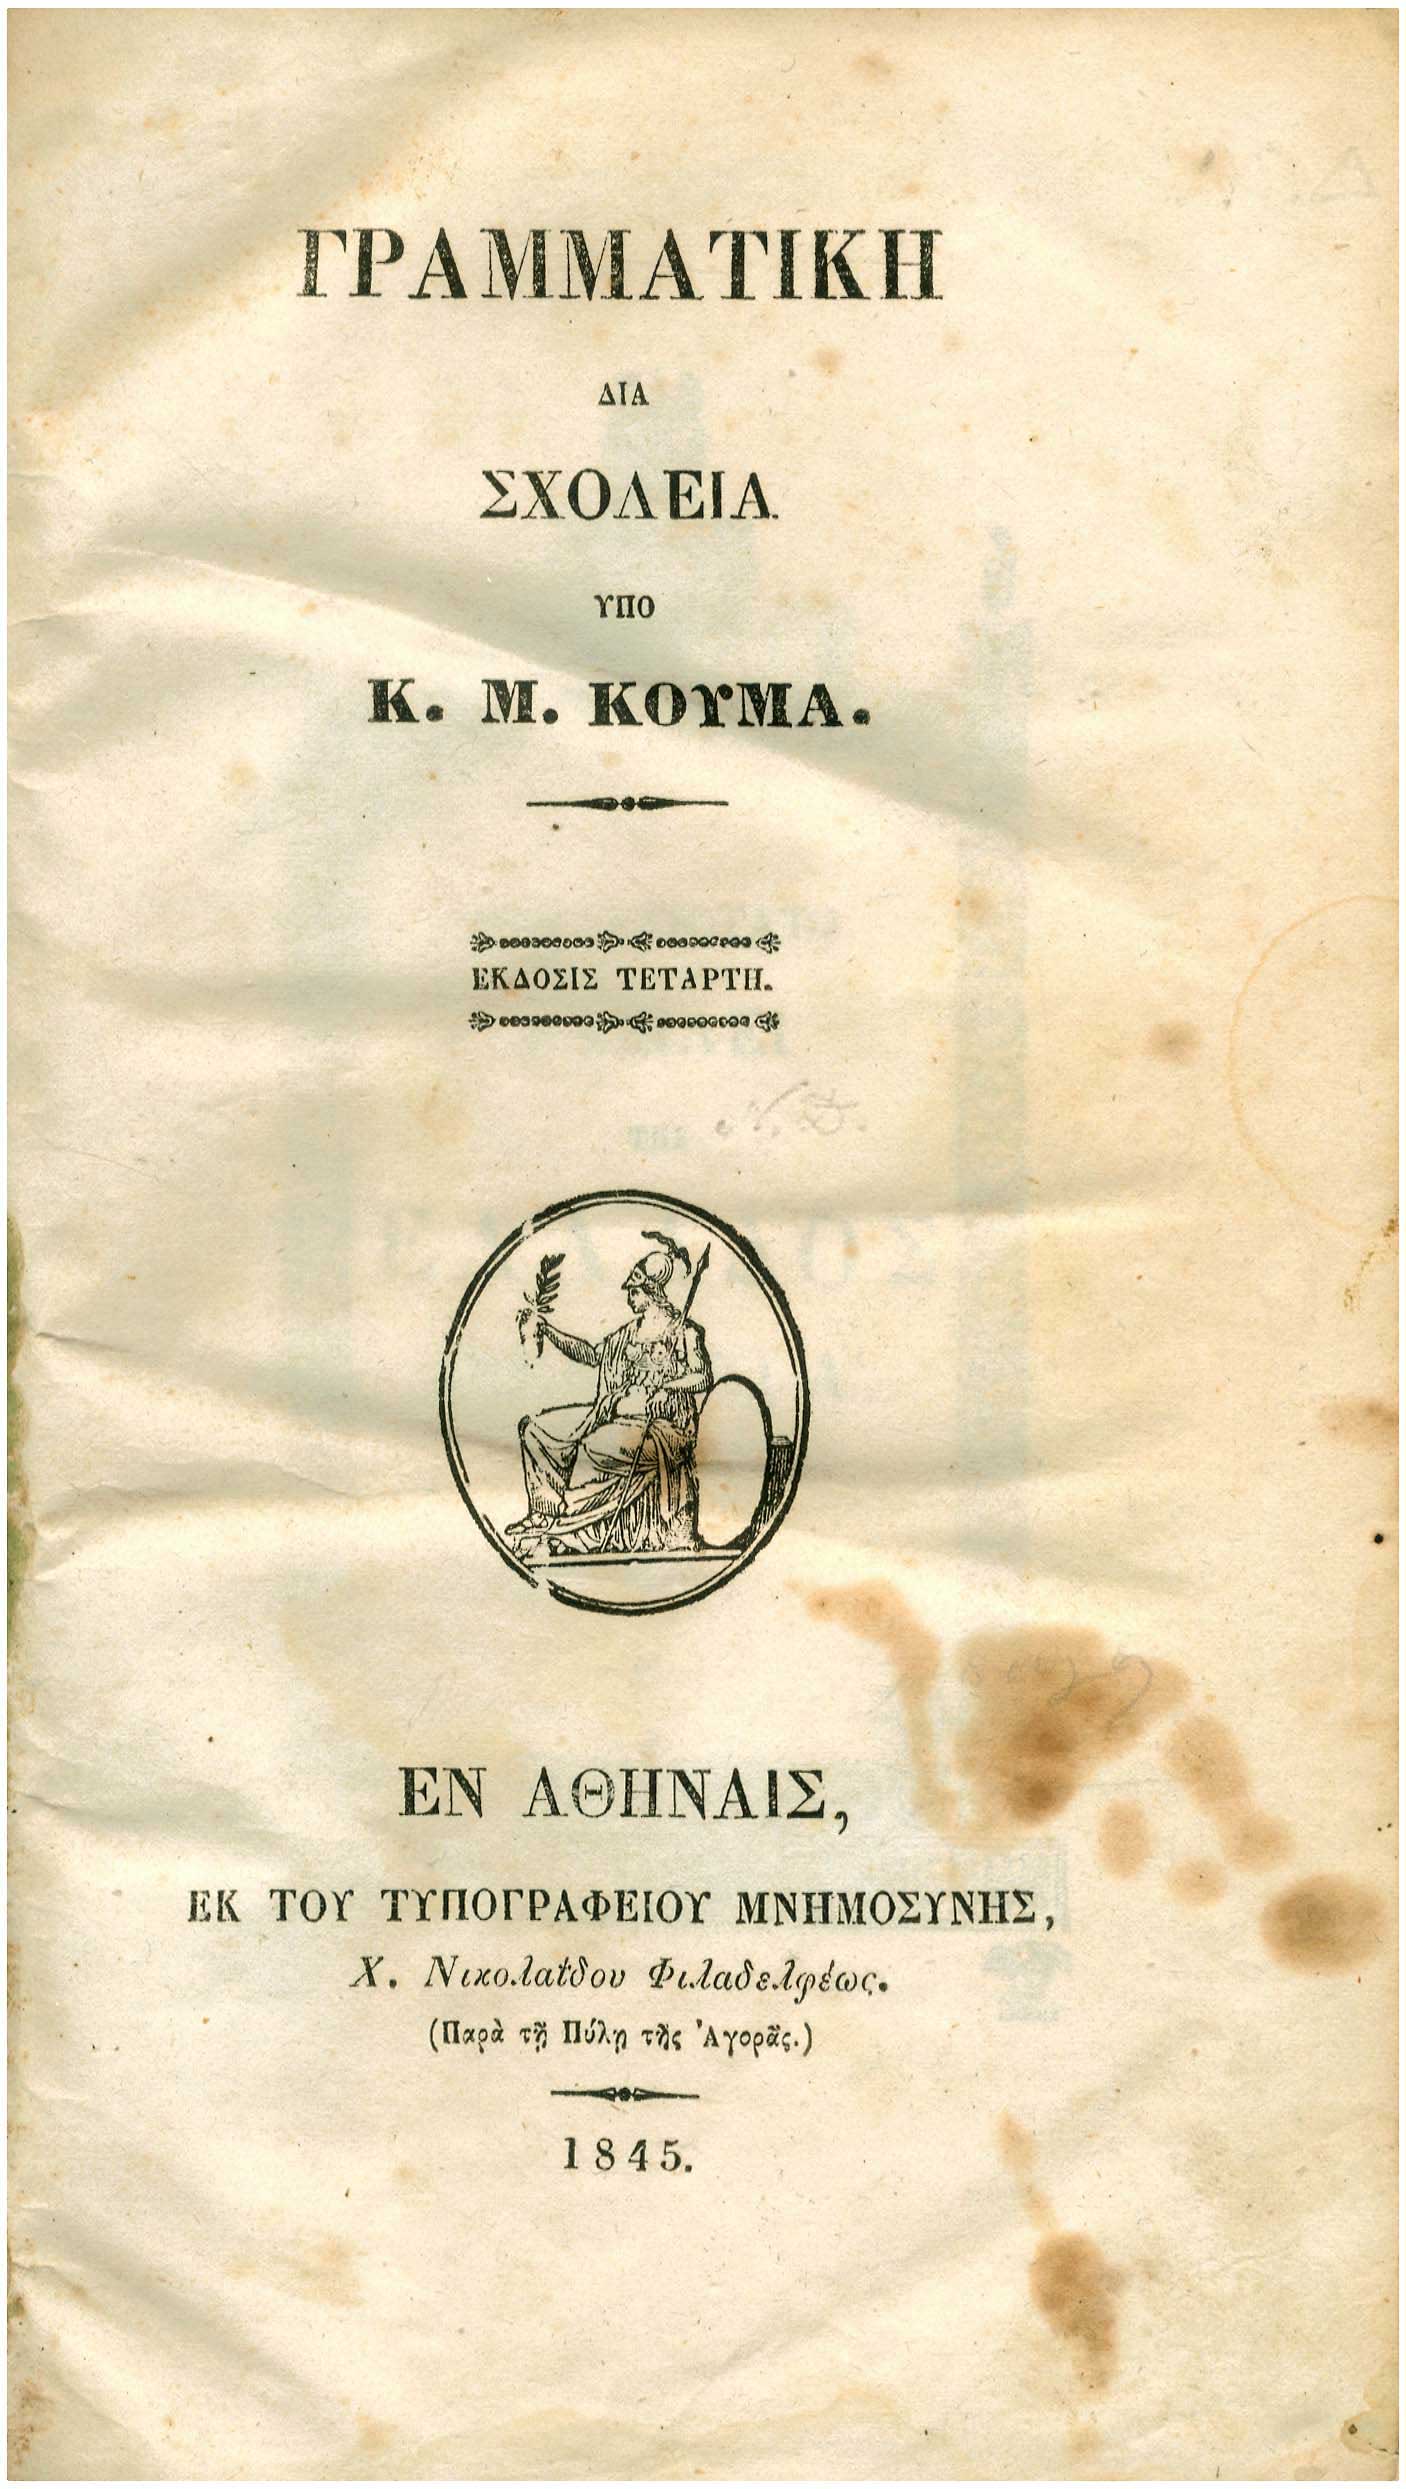 ΓΡΑΜΜΑΤΙΚΗ
ΔΙΑ
ΣΧΟΛΕΙΑ
ΥΠΟ
Κ. Μ. ΚΟΥΜΑ.
ΕΚΔΟΣΙΣ ΤΕΤΑΡΤΗ.
ΕΝ ΑΘΗΝΑΙΣ,
ΕΚ ΤΟΥ ΤΥΠΟΓΡΑΦΕΙΟΥ ΜΝΗΜΟΣΥΝΗΣ,
Χ. Νικολαΐδου Φιλαδελφέως.
(Παρὰ τῇ Πύλῃ τῆς Ἀγορᾶς.)
1845.